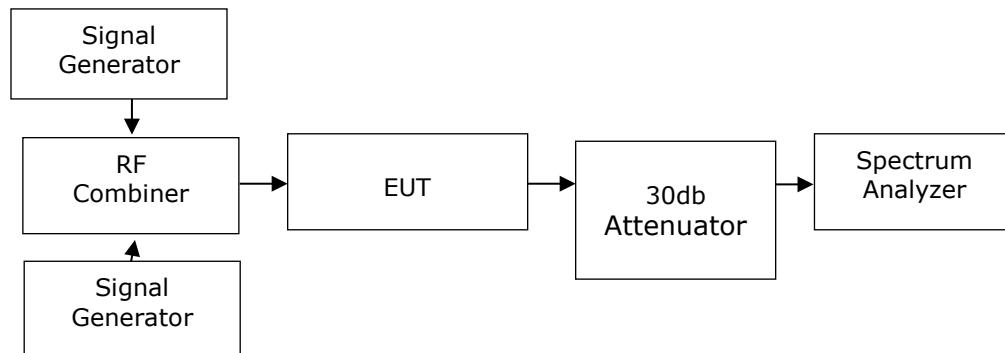 Signal
Generator
RF
Combiner
EUT
30db
Attenuator
Spectrum
Analyzer
Signal
Generator